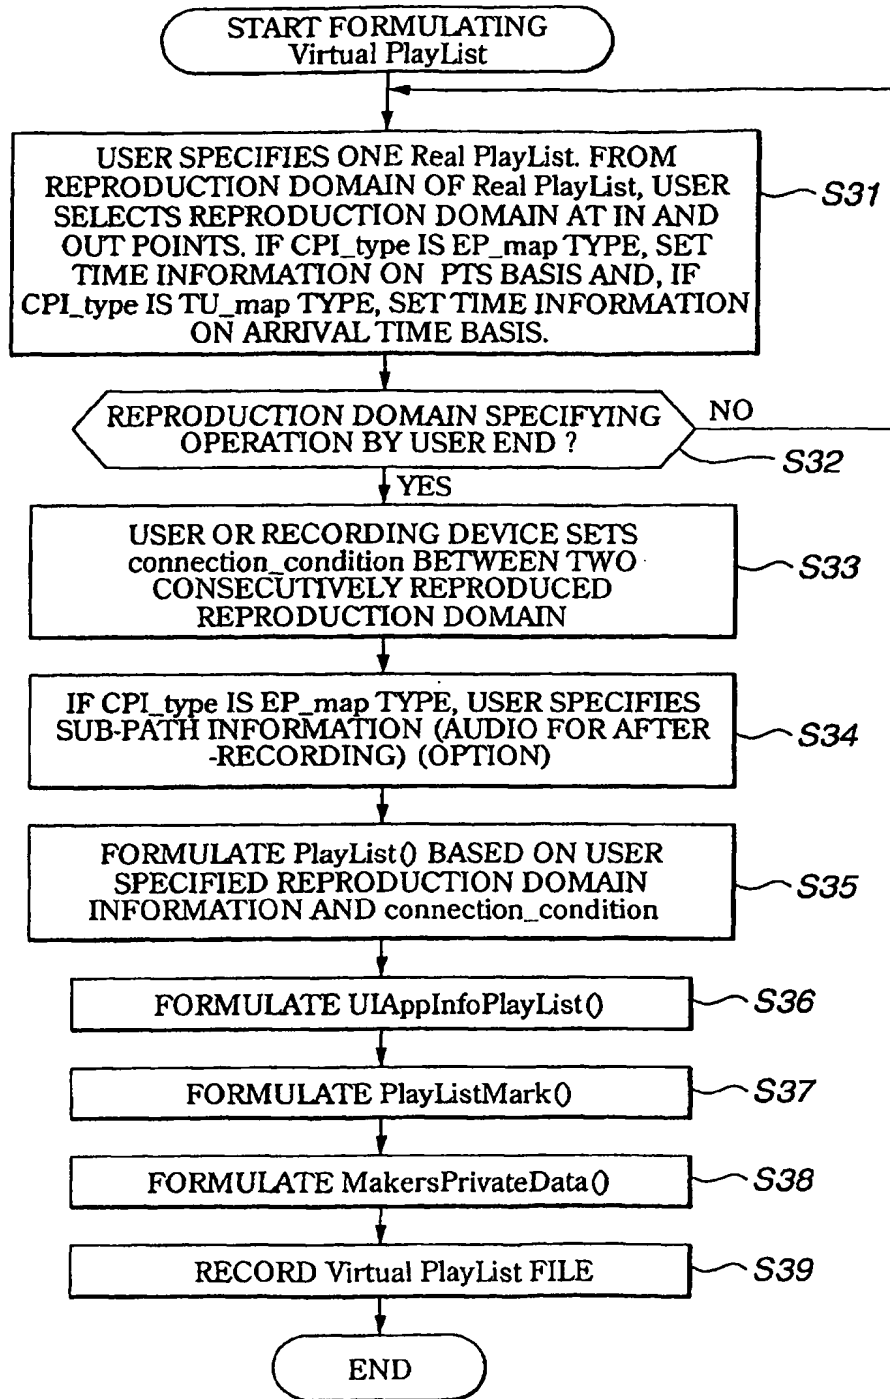 START FORMULATING
Virtual PlayList
USER SPECIFIES ONE Real PlayList. FROM
REPRODUCTION DOMAIN OF Real PlayList, USER
SELECTS REPRODUCTION DOMAIN AT IN AND
OUT POINTS. IF CPI_type IS EP_map TYPE, SET
TIME INFORMATION ON PTS BASIS AND, IF
CPI_type IS TU_map TYPE, SET TIME INFORMATION
ON ARRIVAL TIME BASIS.
S31
REPRODUCTION DOMAIN SPECIFYING
OPERATION BY USER END ?
NO
S32
YES
USER OR RECORDING DEVICE SETS
connection_condition BETWEEN TWO
CONSECUTIVELY REPRODUCED
REPRODUCTION DOMAIN
S33
IF CPI_type IS EP_map TYPE, USER SPECIFIES
SUB-PATH INFORMATION (AUDIO FOR AFTER
-RECORDING) (OPTION)
S34
FORMULATE PlayList() BASED ON USER
SPECIFIED REPRODUCTION DOMAIN
INFORMATION AND connection_condition
S35
FORMULATE UIAppInfoPlayList()
S36
FORMULATE PlayListMark()
S37
FORMULATE MakersPrivateData()
S38
RECORD Virtual PlayList FILE
S39
END